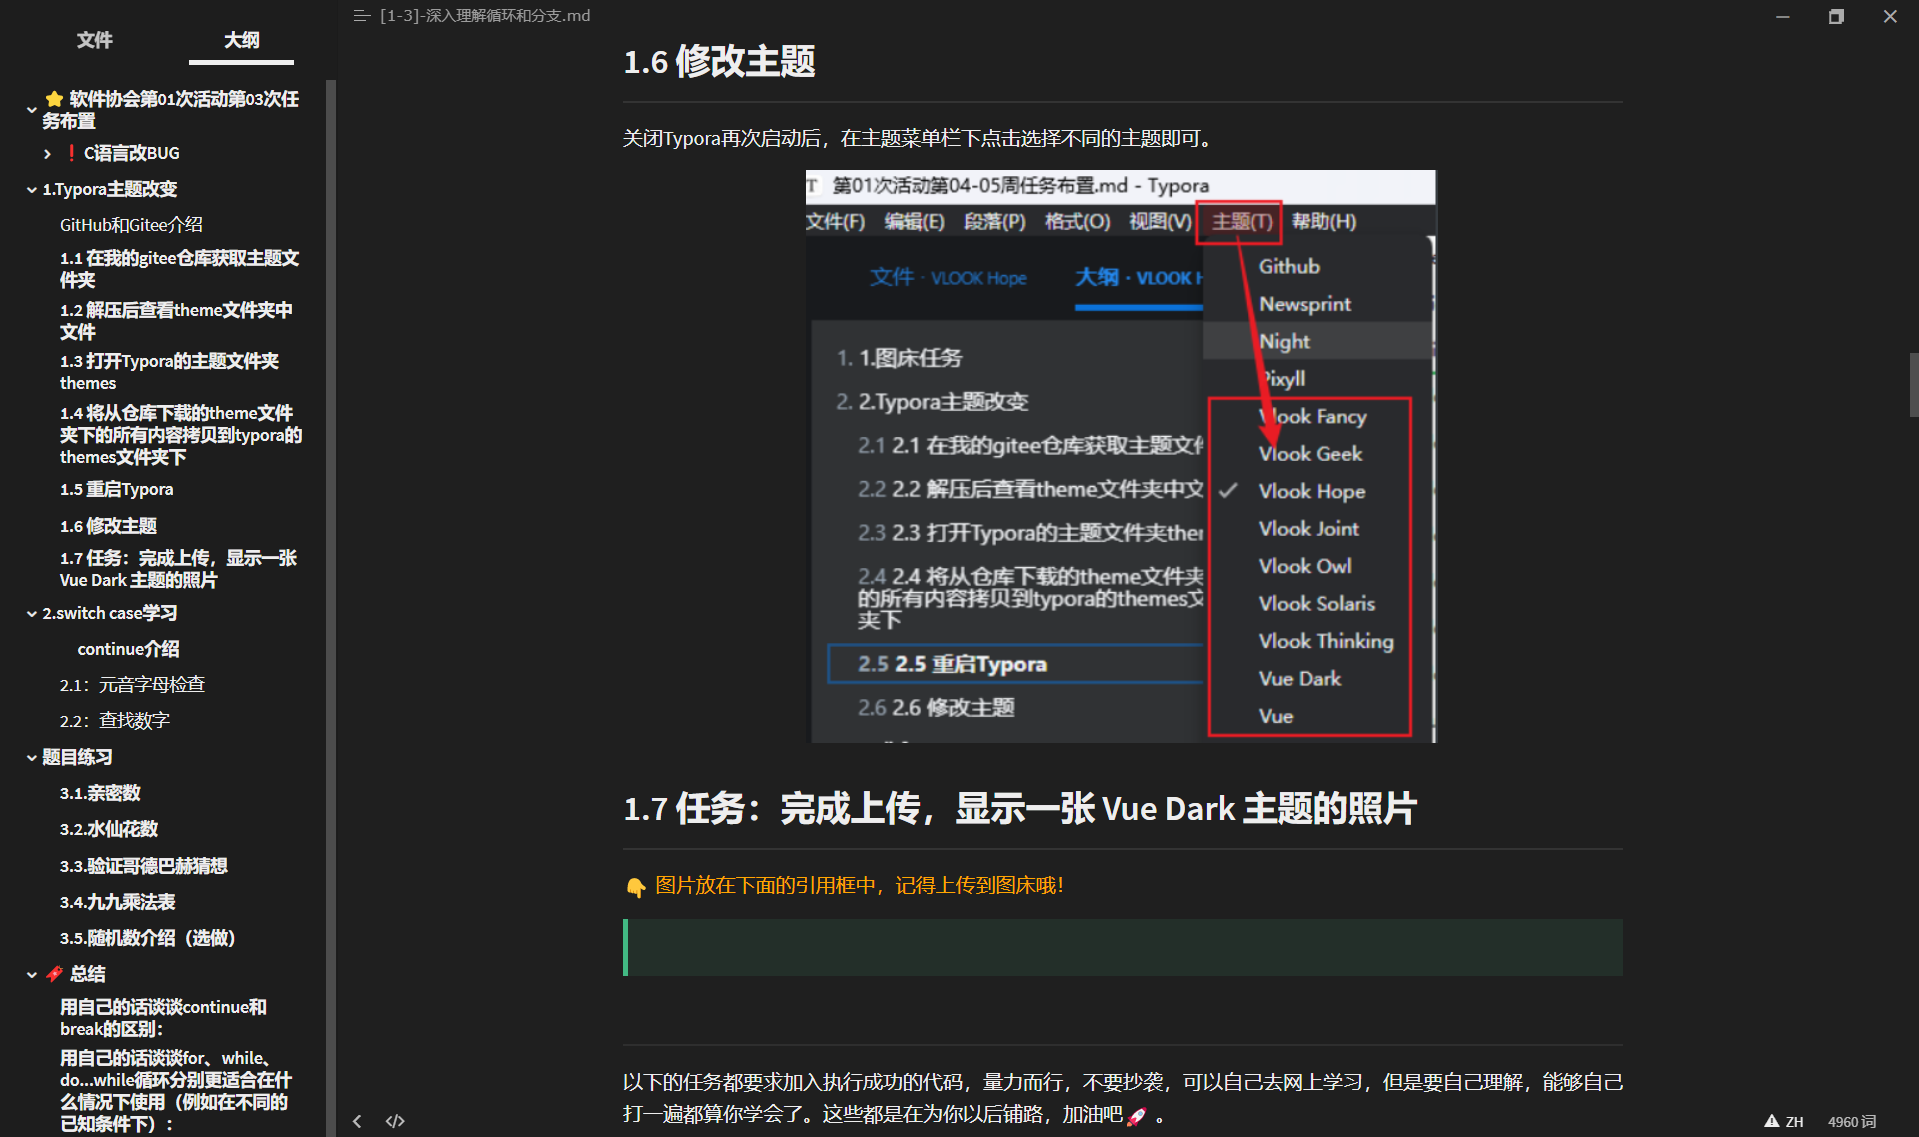 文件
大纲
⭐ 软件协会第01次活动第03次任
务布置
❗ C语言改BUG
1.Typora主题改变
GitHub和Gitee介绍
1.1 在我的gitee仓库获取主题文
件夹
1.2 解压后查看theme文件夹中
文件
1.3 打开Typora的主题文件夹
themes
1.4 将从仓库下载的theme文件
夹下的所有内容拷贝到typora的
themes文件夹下
1.5 重启Typora
1.6 修改主题
1.7 任务：完成上传，显示一张
Vue Dark 主题的照片
2.switch case学习
continue介绍
2.1：元音字母检查
2.2：查找数字
题目练习
3.1.亲密数
3.2.水仙花数
3.3.验证哥德巴赫猜想
3.4.九九乘法表
3.5.随机数介绍（选做）
总结
用自己的话谈谈continue和
break的区别：
用自己的话谈谈for、while、
do...while循环分别更适合在什
么情况下使用（例如在不同的
已知条件下）：
[1-3]-深入理解循环和分支.md
1.6 修改主题
关闭Typora再次启动后，在主题菜单栏下点击选择不同的主题即可。
第01次活动第04-05周任务布置.md - Typora
文件(F) 编辑(E) 段落(P) 格式(O) 视图(V) 主题(T) 帮助(H)
文件 · VLOOK Hope
大纲 · VLOOK H
1. 1.图床任务
2. 2.Typora主题改变
2.1 2.1 在我的gitee仓库获取主题文件
2.2 2.2 解压后查看theme文件夹中文
2.3 2.3 打开Typora的主题文件夹ther
2.4 2.4 将从仓库下载的theme文件夹
的所有内容拷贝到typora的themes文
夹下
2.5 2.5 重启Typora
2.6 2.6 修改主题
Github
Newsprint
Night
Pixyll
Vlook Fancy
Vlook Geek
Vlook Hope
Vlook Joint
Vlook Owl
Vlook Solaris
Vlook Thinking
Vue Dark
Vue
1.7 任务：完成上传，显示一张 Vue Dark 主题的照片
👇 图片放在下面的引用框中，记得上传到图床哦！
以下的任务都要求加入执行成功的代码，量力而行，不要抄袭，可以自己去网上学习，但是要自己理解，能够自己
打一遍都算你学会了。这些都是在为你以后铺路，加油吧🚀 。
ZH
4960 词